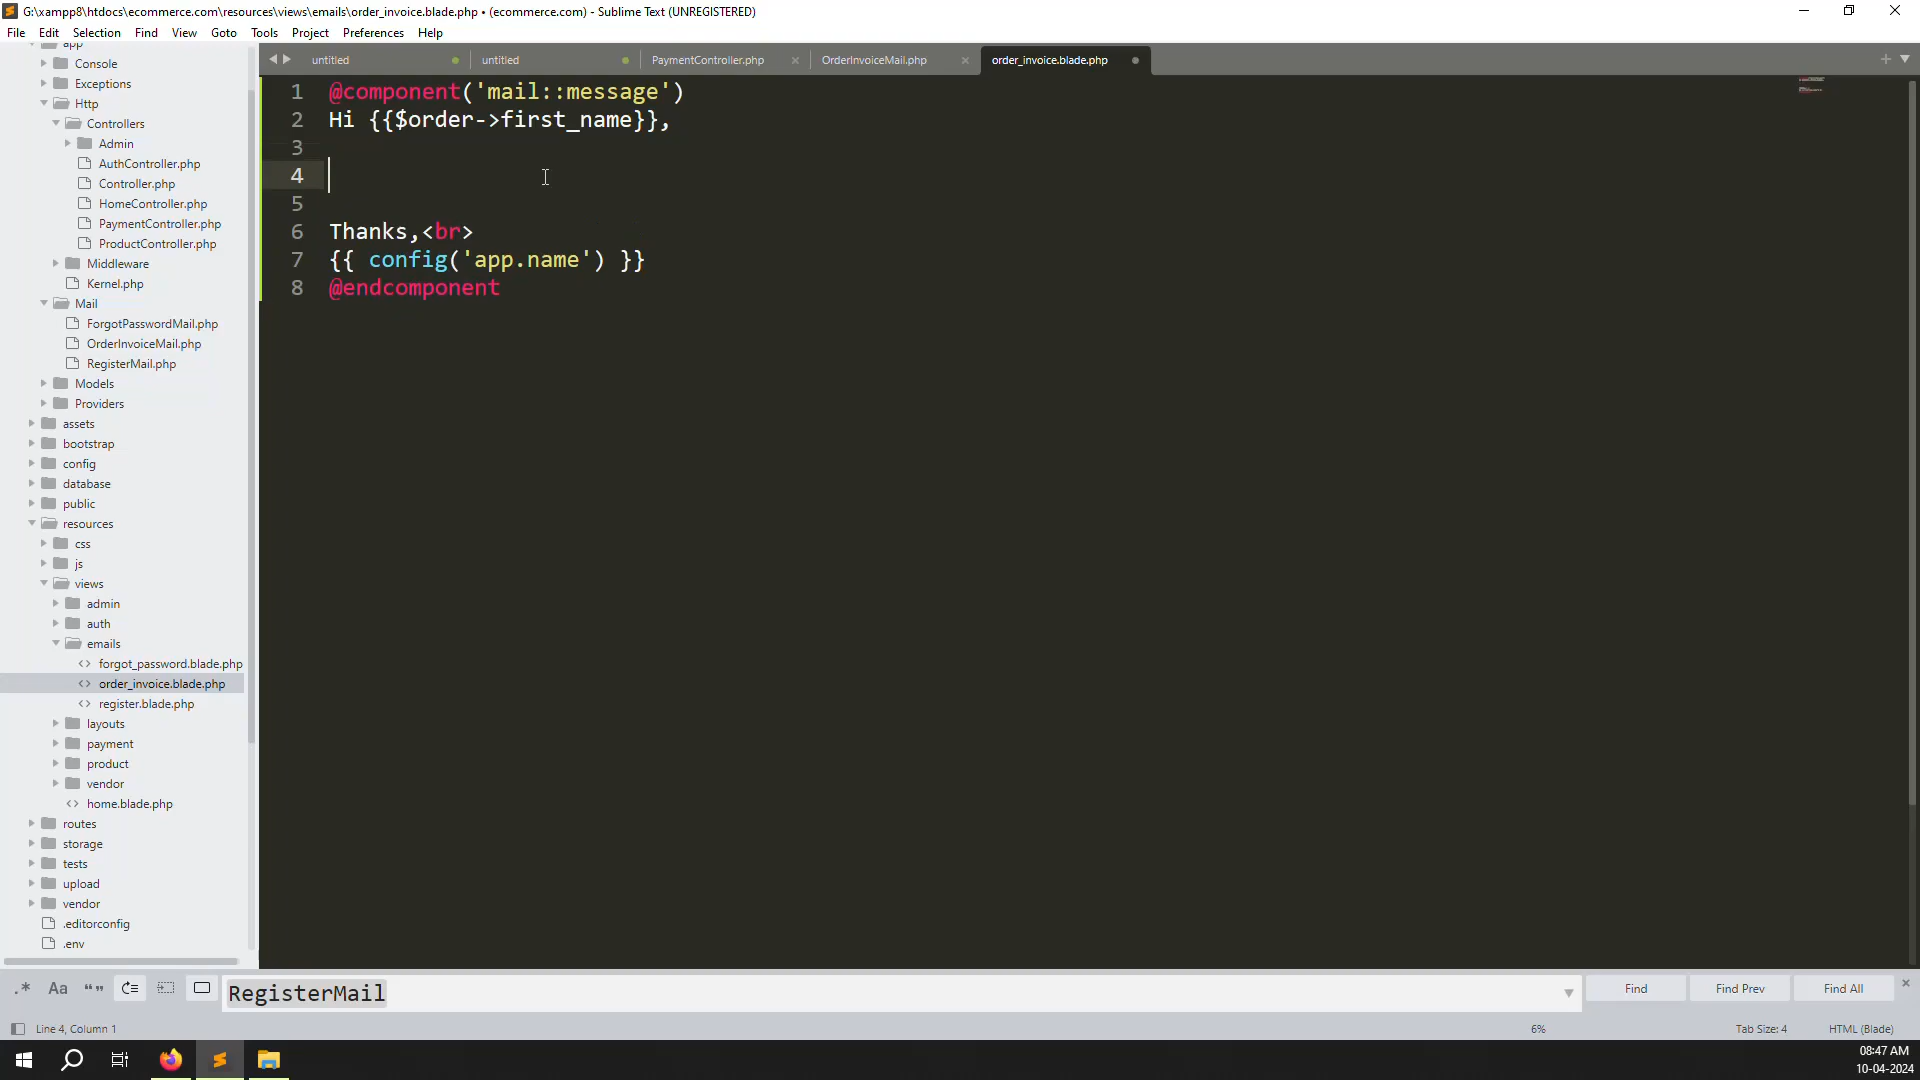 G:\xampp8\htdocs\ecommerce.com\resources\views\emails\order_invoice.blade.php • (ecommerce.com) - Sublime Text (UNREGISTERED)
File Edit Selection Find View Goto Tools Project Preferences Help
app
Console
Exceptions
Http
Controllers
Admin
AuthController.php
Controller.php
HomeController.php
PaymentController.php
ProductController.php
Middleware
Kernel.php
Mail
ForgotPasswordMail.php
OrderInvoiceMail.php
RegisterMail.php
Models
Providers
assets
bootstrap
config
database
public
resources
css
js
views
admin
auth
emails
forgot_password.blade.php
order_invoice.blade.php
register.blade.php
layouts
payment
product
vendor
home.blade.php
routes
storage
tests
upload
vendor
.editorconfig
.env
untitled untitled PaymentController.php OrderInvoiceMail.php order_invoice.blade.php
1 @component('mail::message')
2 Hi {{$order->first_name}},
3
4
5
6 Thanks,<br>
7 {{ config('app.name') }}
8 @endcomponent
.* Aa “” RegisterMail Find Find Prev Find All
Line 4, Column 1 6% Tab Size: 4 HTML (Blade)
08:47 AM
10-04-2024